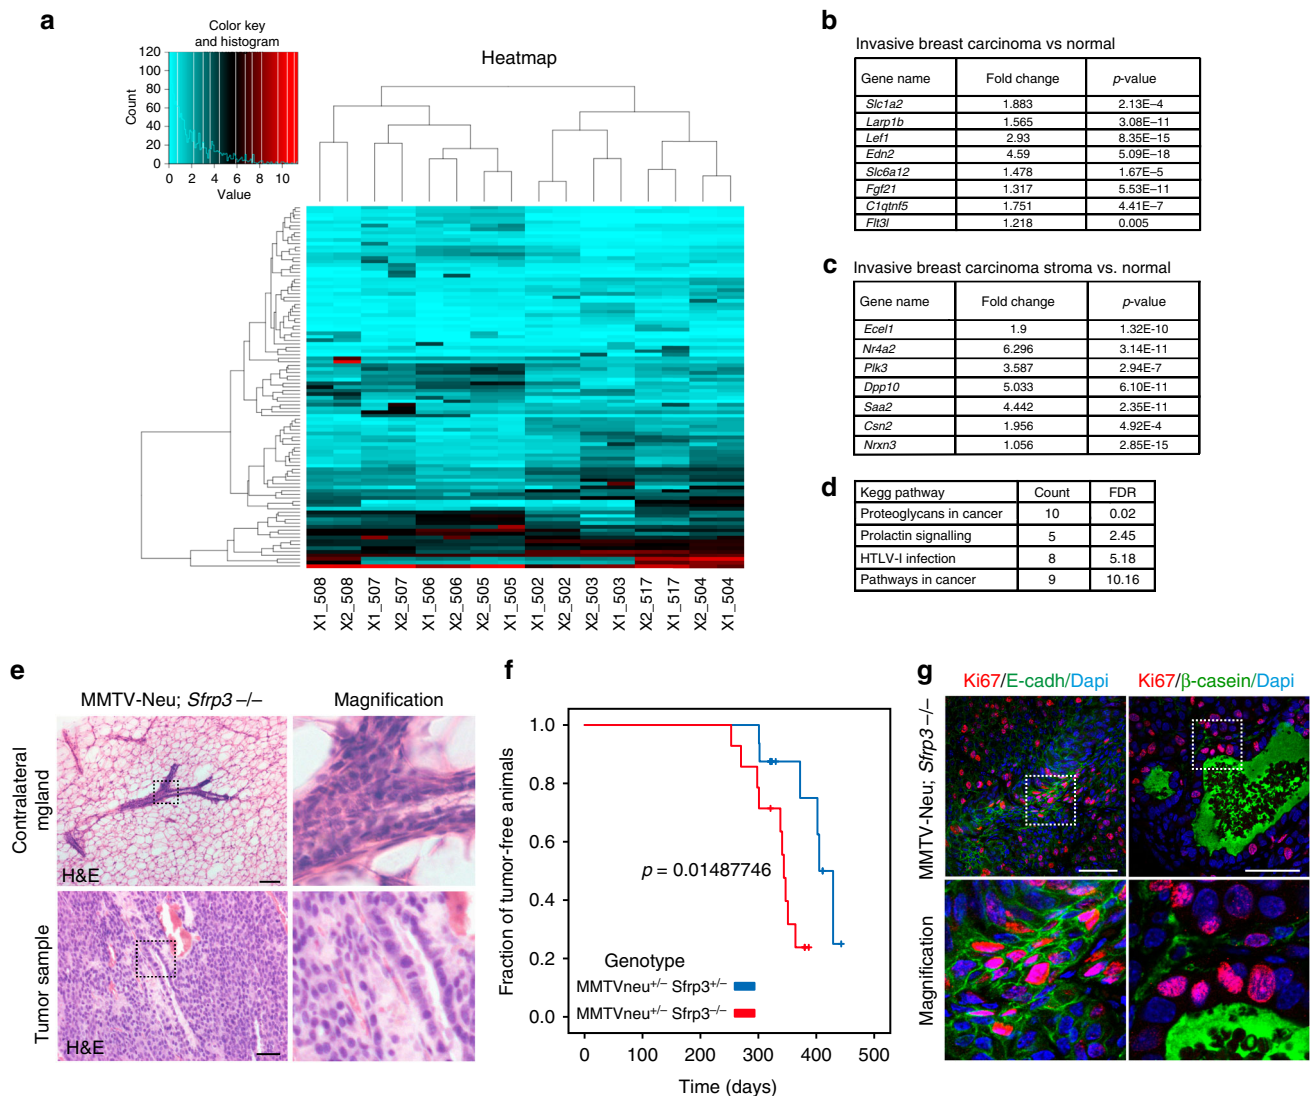 a
Color key
and histogram
120
100
80
60
40
20
0
Count
0 2 4 6 8 10
Value
Heatmap
X1_508
X2_508
X1_507
X2_507
X1_506
X2_506
X2_505
X1_505
X1_502
X2_502
X2_503
X1_503
X2_517
X1_517
X2_504
X1_504
b
Invasive breast carcinoma vs normal
Gene name Fold change p-value
Slc1a2 1.883 2.13E–4
Larp1b 1.565 3.08E–11
Lef1 2.93 8.35E–15
Edn2 4.59 5.09E–18
Slc6a12 1.478 1.67E–5
Fgf21 1.317 5.53E–11
C1qtnf5 1.751 4.41E–7
Flt3l 1.218 0.005
c
Invasive breast carcinoma stroma vs. normal
Gene name Fold change p-value
Ecel1 1.9 1.32E-10
Nr4a2 6.296 3.14E-11
Plk3 3.587 2.94E-7
Dpp10 5.033 6.10E-11
Saa2 4.442 2.35E-11
Csn2 1.956 4.92E-4
Nrxn3 1.056 2.85E-15
d
Kegg pathway Count FDR
Proteoglycans in cancer 10 0.02
Prolactin signalling 5 2.45
HTLV-I infection 8 5.18
Pathways in cancer 9 10.16
e
MMTV-Neu; Sfrp3 –/–
Magnification
Contralateral
mgland
H&E
Tumor sample
H&E
f
Fraction of tumor-free animals
1.0
0.8
0.6
0.4
0.2
0.0
p = 0.01487746
Genotype
MMTVneu+/– Sfrp3+/–
MMTVneu+/– Sfrp3–/–
0 100 200 300 400 500
Time (days)
g
Ki67/E-cadh/Dapi
Ki67/β-casein/Dapi
MMTV-Neu; Sfrp3 –/–
Magnification